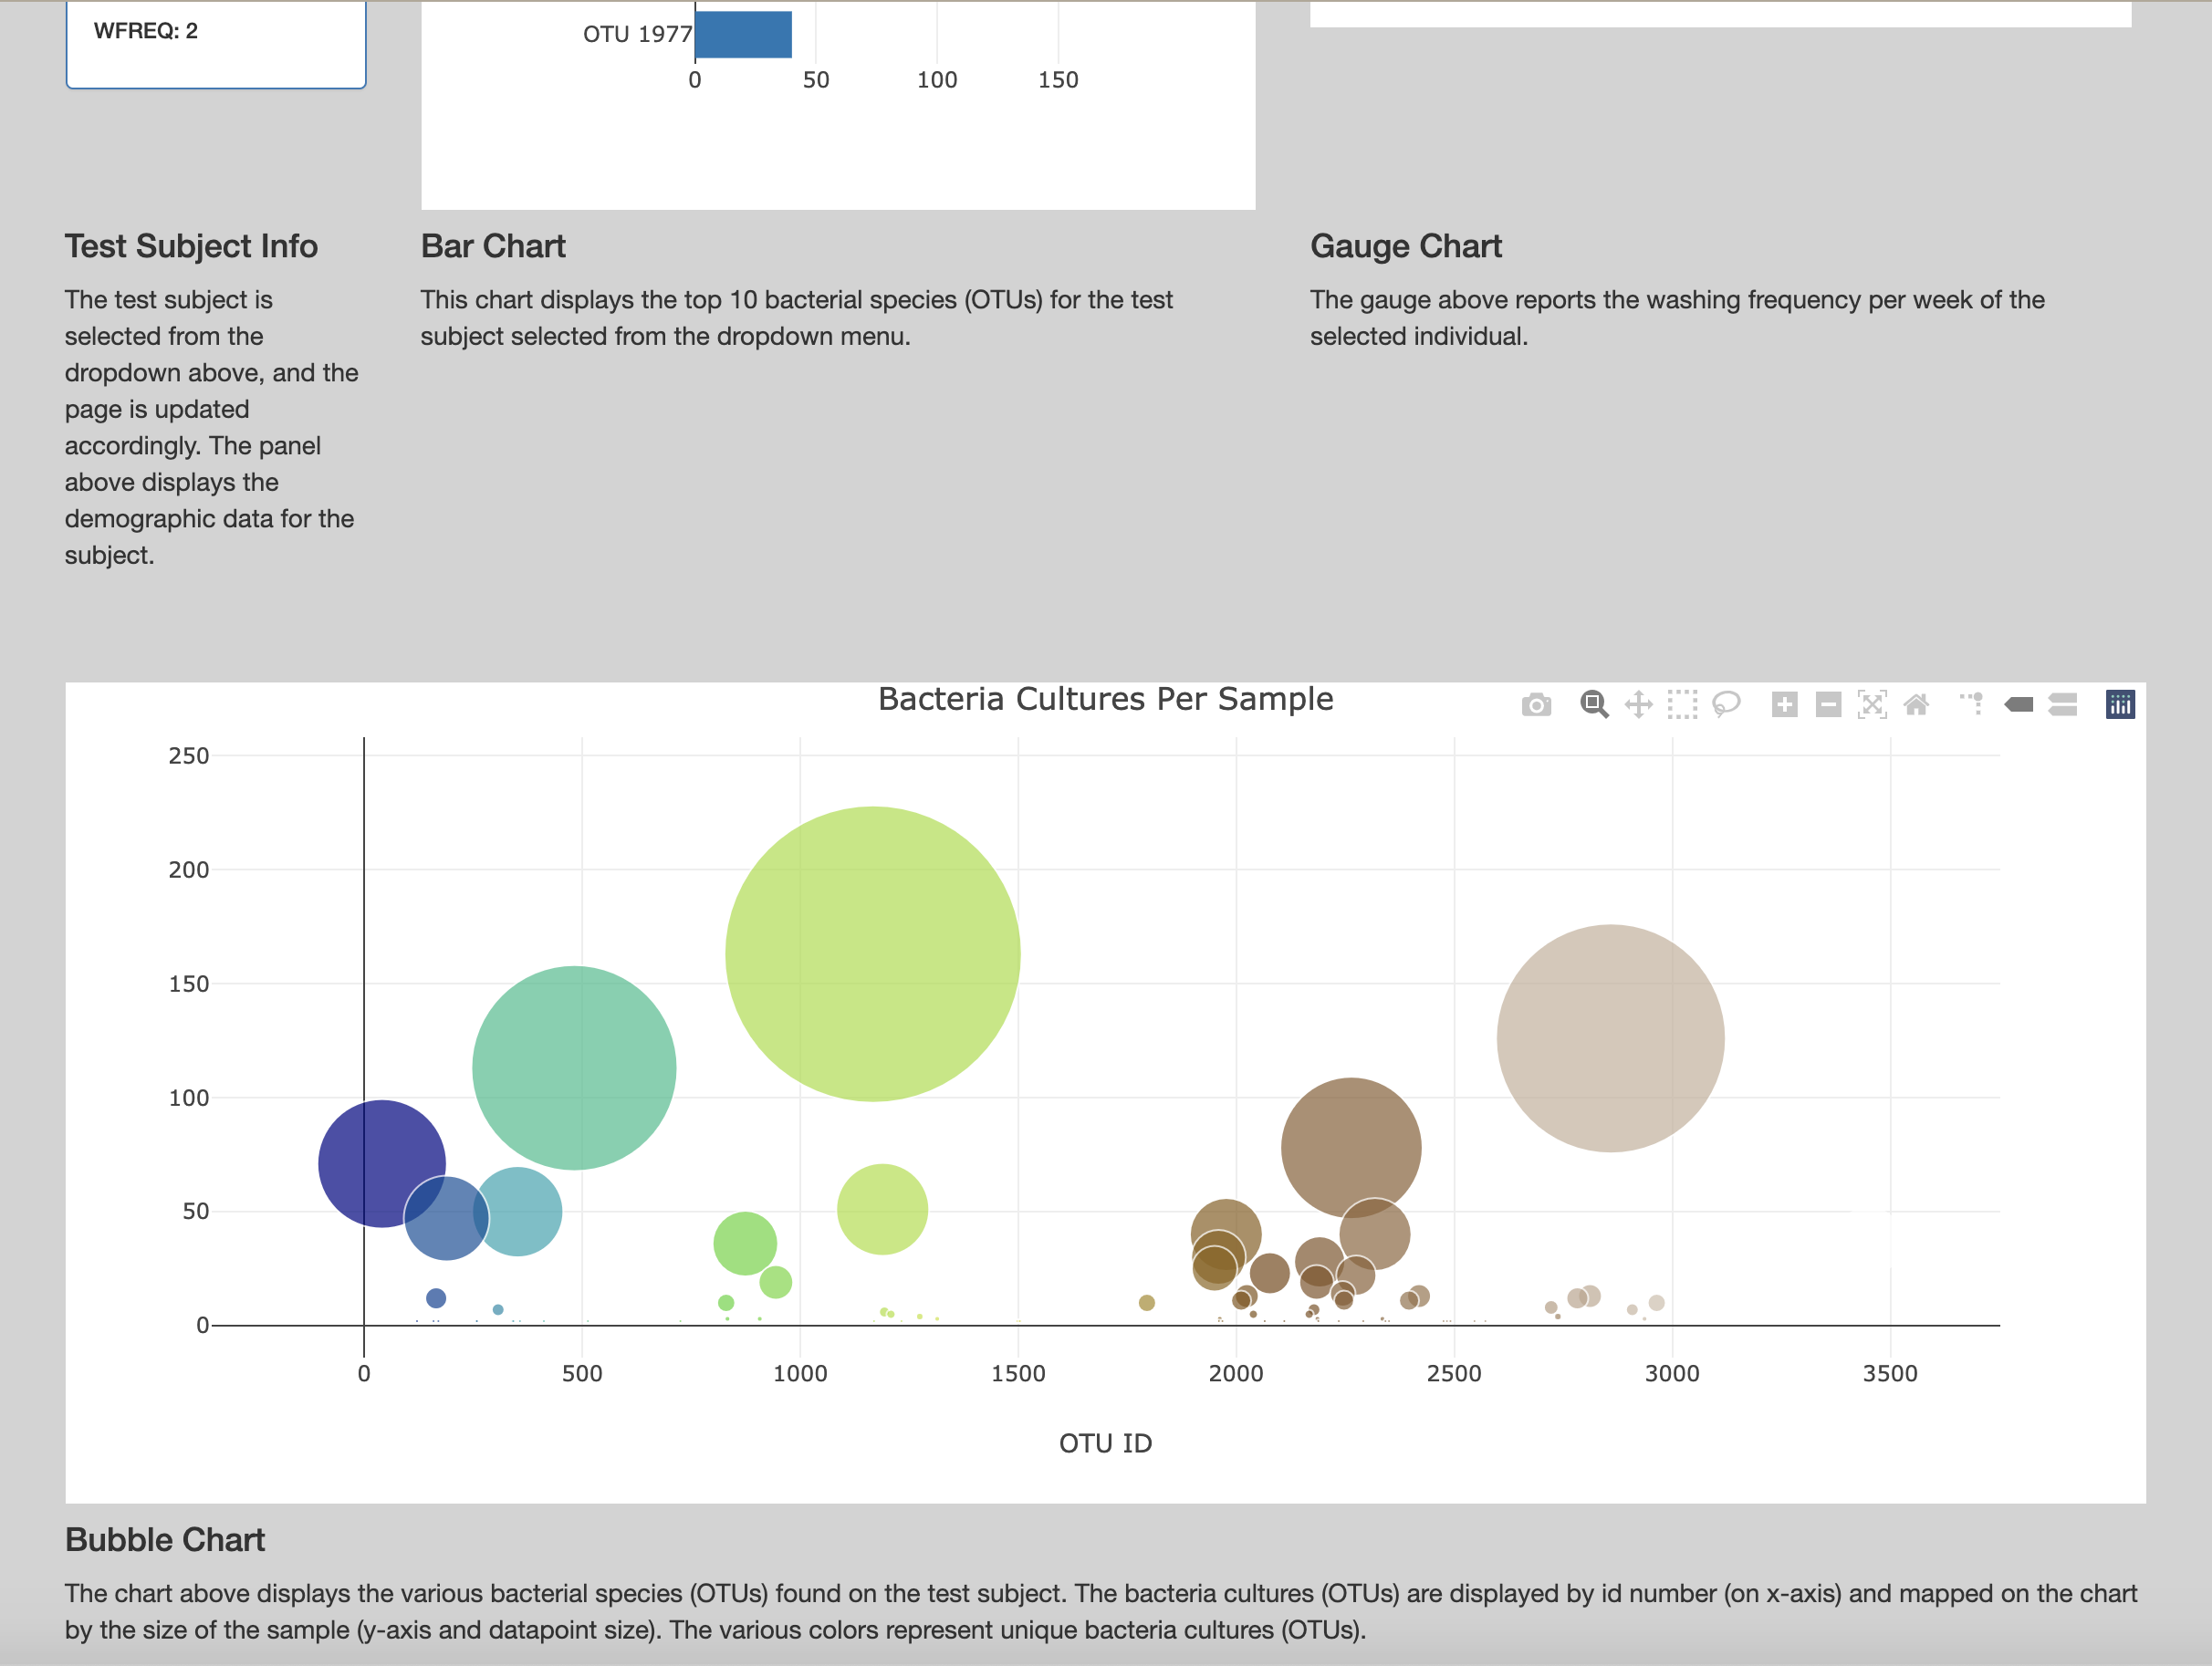 WFREQ: 2
OTU 1977
0 50 100 150
Test Subject Info
The test subject is
selected from the
dropdown above, and the
page is updated
accordingly. The panel
above displays the
demographic data for the
subject.
Bar Chart
This chart displays the top 10 bacterial species (OTUs) for the test
subject selected from the dropdown menu.
Gauge Chart
The gauge above reports the washing frequency per week of the
selected individual.
Bacteria Cultures Per Sample
250
200
150
100
50
0
0 500 1000 1500 2000 2500 3000 3500
OTU ID
Bubble Chart
The chart above displays the various bacterial species (OTUs) found on the test subject. The bacteria cultures (OTUs) are displayed by id number (on x-axis) and mapped on the chart
by the size of the sample (y-axis and datapoint size). The various colors represent unique bacteria cultures (OTUs).